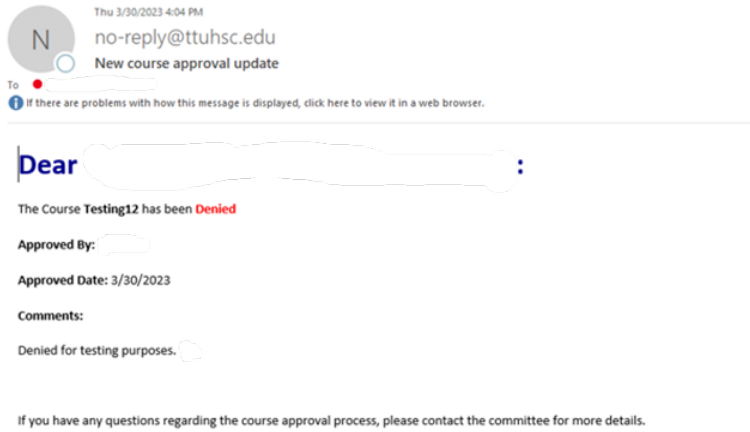 Thu 3/30/2023 4:04 PM
N
no-reply@ttuhsc.edu
New course approval update
To
If there are problems with how this message is displayed, click here to view it in a web browser.
Dear :
The Course Testing12 has been Denied
Approved By:
Approved Date: 3/30/2023
Comments:
Denied for testing purposes.
If you have any questions regarding the course approval process, please contact the committee for more details.